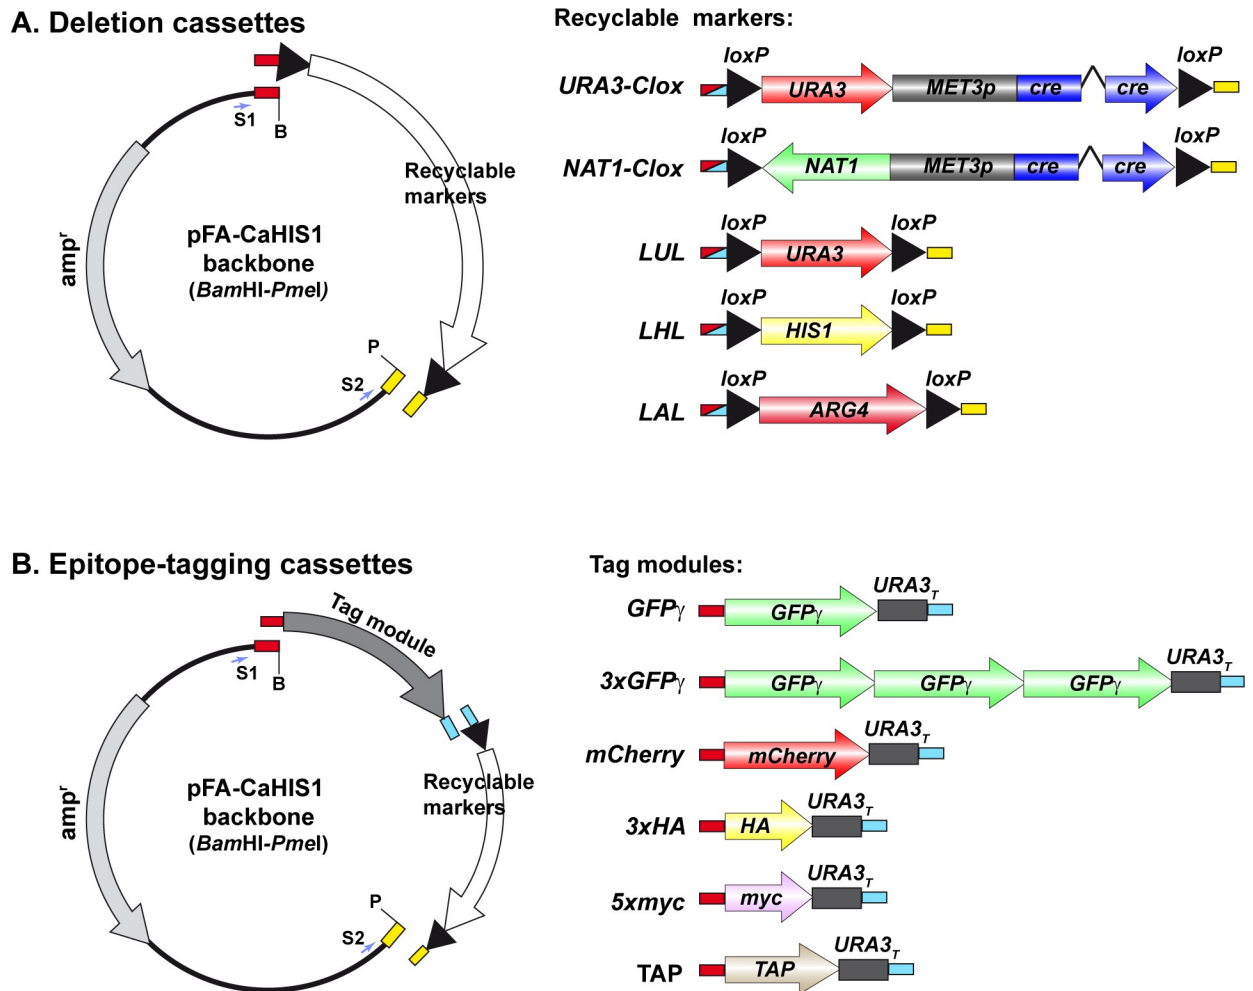 A. Deletion cassettes
S1
B
Recyclable
markers
amp^r
pFA-CaHIS1
backbone
(BamHI-PmeI)
P
S2
Recyclable markers:
loxP loxP
URA3-Clox URA3 MET3p cre cre
loxP loxP
NAT1-Clox NAT1 MET3p cre cre
loxP loxP
LUL URA3
loxP loxP
LHL HIS1
loxP loxP
LAL ARG4
B. Epitope-tagging cassettes
Tag module
S1
B
Recyclable
markers
amp^r
pFA-CaHIS1
backbone
(BamHI-PmeI)
P
S2
Tag modules:
URA3_T
GFPγ GFPγ
URA3_T
3xGFPγ GFPγ GFPγ GFPγ
URA3_T
mCherry mCherry
URA3_T
3xHA HA
URA3_T
5xmyc myc
URA3_T
TAP TAP